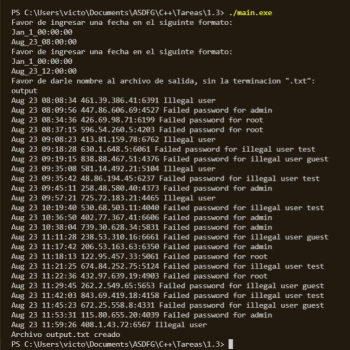 PS C:\Users\victo\Documents\ASDFG\C++\Tareas\1.3> ./main.exe
Favor de ingresar una fecha en el siguinte formato:
Jan_1_00:00:00
Aug_23_08:00:00
Favor de ingresar una fecha en el siguinte formato:
Jan_1_00:00:00
Aug_23_12:00:00
Favor de darle nombre al archivo de salida, sin la terminacion ".txt":
output
Aug 23 08:08:34 461.39.386.41:6391 Illegal user
Aug 23 08:09:56 447.86.606.69:4527 Failed password for admin
Aug 23 08:34:36 426.69.98.71:6199 Failed password for root
Aug 23 08:37:15 596.54.260.5:4203 Failed password for root
Aug 23 09:08:23 413.81.159.78:6762 Illegal user
Aug 23 09:18:28 630.1.648.5:6061 Failed password for illegal user test
Aug 23 09:19:15 838.88.467.51:4376 Failed password for illegal user guest
Aug 23 09:35:08 581.14.492.21:5104 Illegal user
Aug 23 09:35:42 48.86.194.45:6237 Failed password for illegal user test
Aug 23 09:45:11 258.48.580.40:4373 Failed password for admin
Aug 23 09:57:21 725.72.183.21:4465 Illegal user
Aug 23 10:19:40 530.68.503.11:4040 Failed password for illegal user test
Aug 23 10:36:50 402.77.367.41:6606 Failed password for admin
Aug 23 10:38:04 739.30.628.34:5831 Failed password for admin
Aug 23 11:11:28 238.53.310.16:6661 Failed password for illegal user guest
Aug 23 11:17:42 206.53.163.63:6350 Failed password for admin
Aug 23 11:18:13 122.95.457.33:5061 Failed password for root
Aug 23 11:21:25 674.84.252.75:5124 Failed password for illegal user test
Aug 23 11:22:36 432.97.639.19:4903 Failed password for root
Aug 23 11:29:45 262.2.549.65:5653 Failed password for illegal user guest
Aug 23 11:42:03 843.69.419.18:4158 Failed password for illegal user test
Aug 23 11:45:23 672.25.558.8:4331 Failed password for illegal user guest
Aug 23 11:53:31 115.80.655.20:4039 Failed password for admin
Aug 23 11:59:26 408.1.43.72:6567 Illegal user
Archivo output.txt creado
PS C:\Users\victo\Documents\ASDFG\C++\Tareas\1.3>